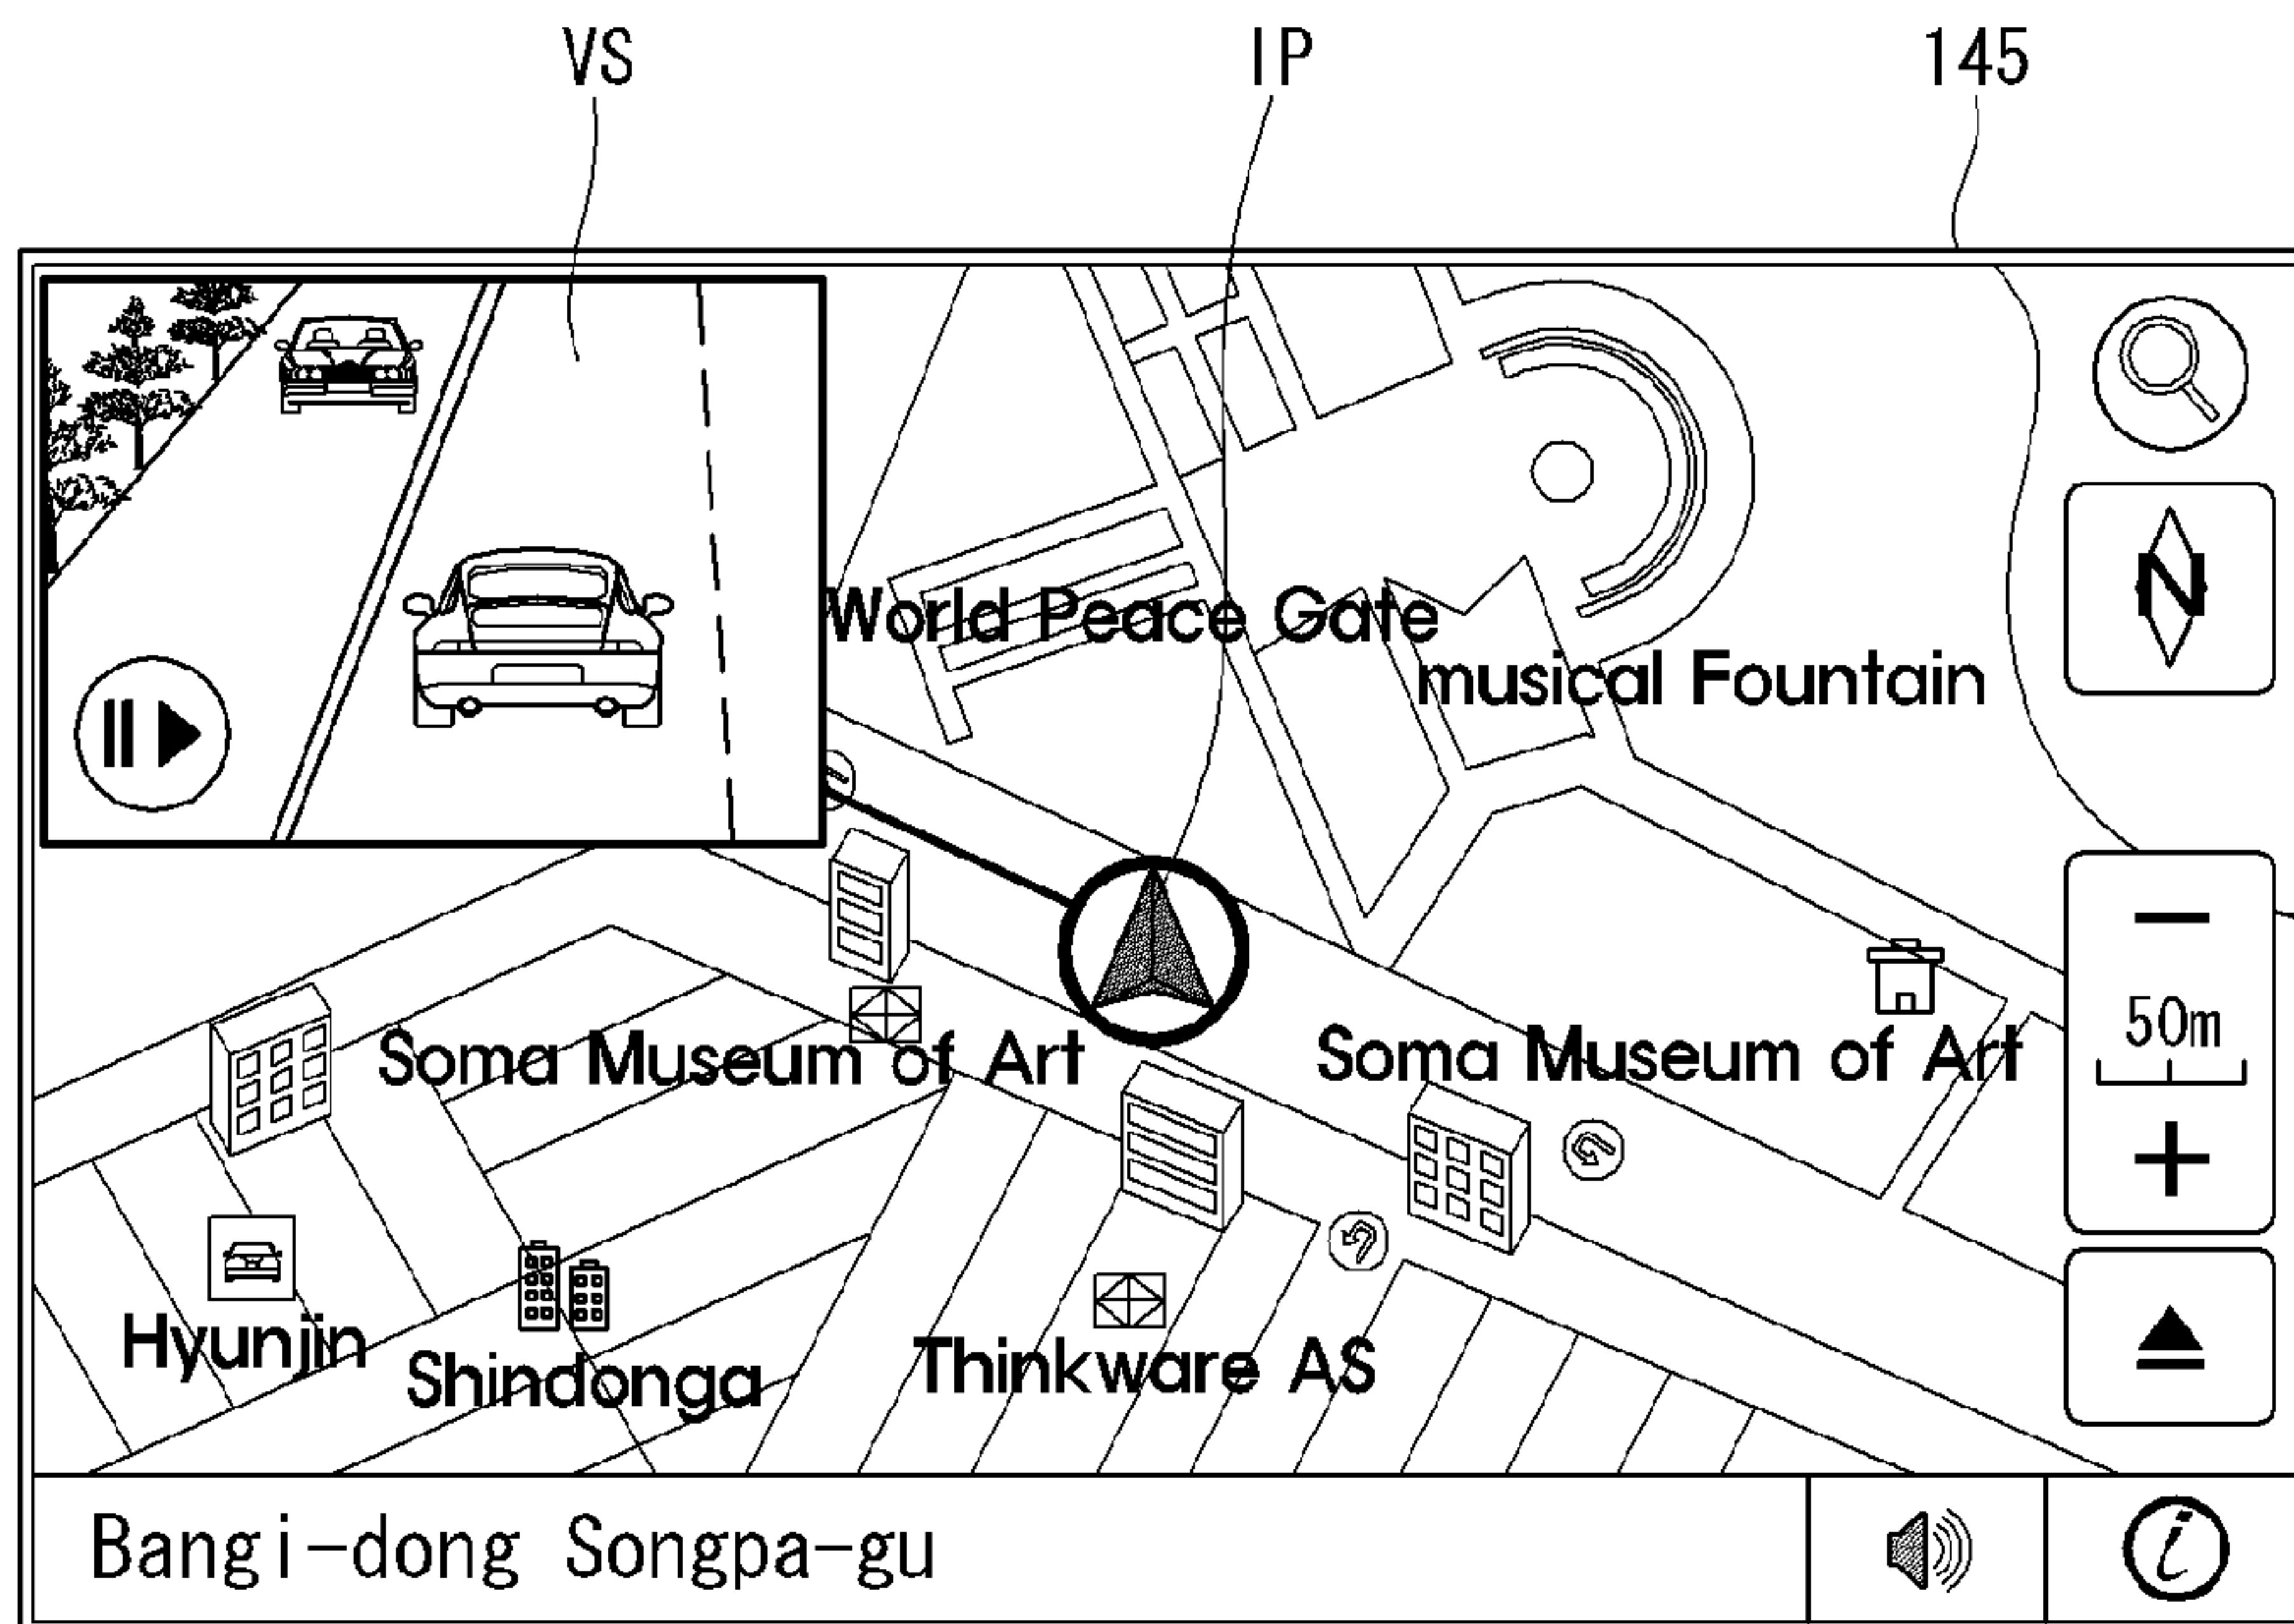 VS
IP
145
World Peace Gate
musical Fountain
N
50m
Soma Museum of Art
Soma Museum of Art
Hyunjin
Shindonga
Thinkware AS
Bangi-dong Songpa-gu
i